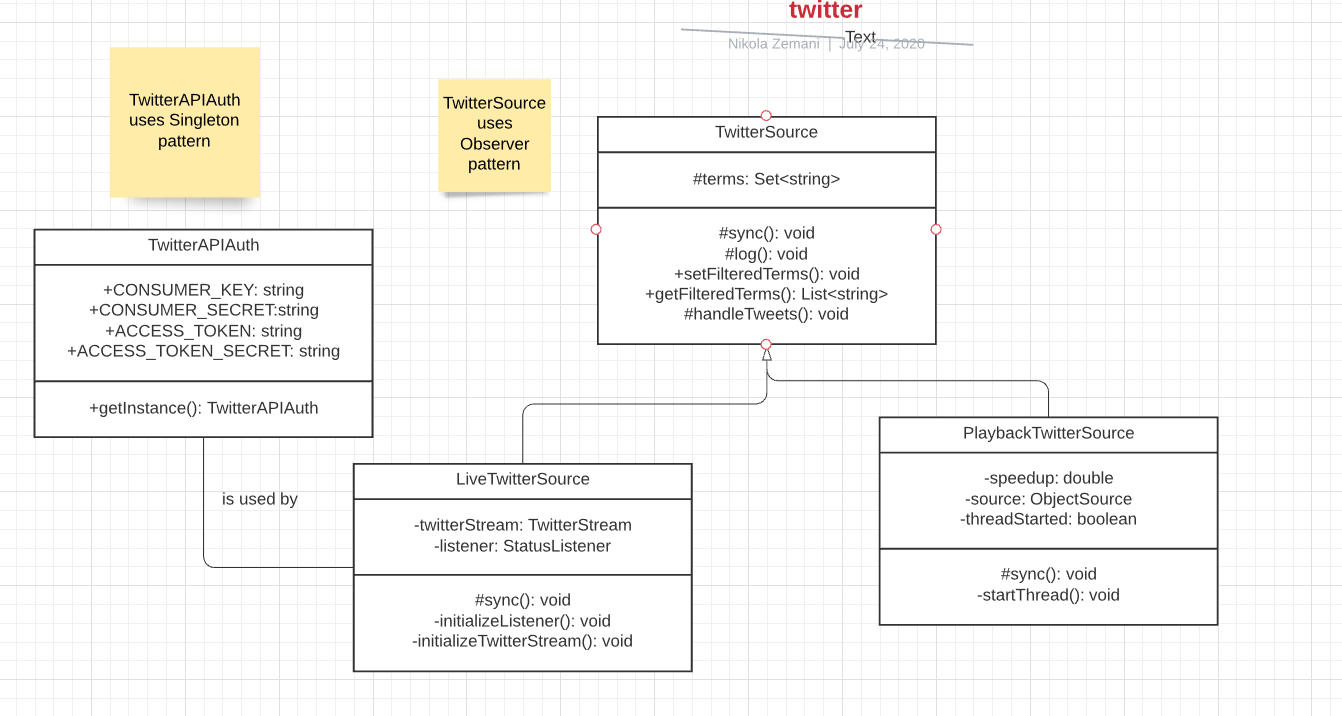 twitter
Text
Nikola Zemani | July 24, 2020
TwitterAPIAuth
uses Singleton
pattern
TwitterSource
uses
Observer
pattern
TwitterSource
#terms: Set<string>
#sync(): void
#log(): void
+setFilteredTerms(): void
+getFilteredTerms(): List<string>
#handleTweets(): void
TwitterAPIAuth
+CONSUMER_KEY: string
+CONSUMER_SECRET:string
+ACCESS_TOKEN: string
+ACCESS_TOKEN_SECRET: string
+getInstance(): TwitterAPIAuth
is used by
LiveTwitterSource
-twitterStream: TwitterStream
-listener: StatusListener
#sync(): void
-initializeListener(): void
-initializeTwitterStream(): void
PlaybackTwitterSource
-speedup: double
-source: ObjectSource
-threadStarted: boolean
#sync(): void
-startThread(): void